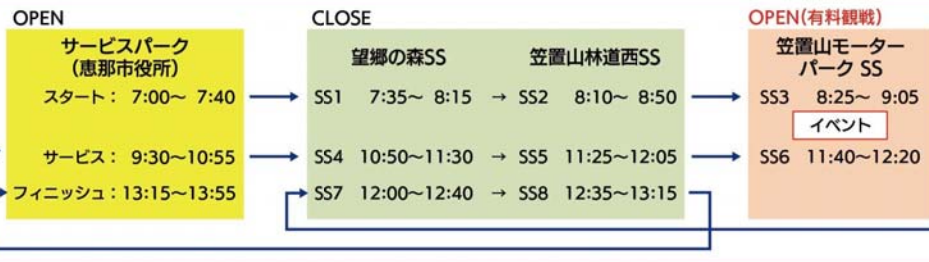 OPEN
サービスパーク
(恵那市役所)
スタート： 7:00〜 7:40
サービス： 9:30〜10:55
フィニッシュ：13:15〜13:55
CLOSE
望郷の森SS 笠置山林道西SS
SS1 7:35〜 8:15 → SS2 8:10〜 8:50
SS4 10:50〜11:30 → SS5 11:25〜12:05
SS7 12:00〜12:40 → SS8 12:35〜13:15
OPEN(有料観戦)
笠置山モーター
パーク SS
SS3 8:25〜 9:05
イベント
SS6 11:40〜12:20